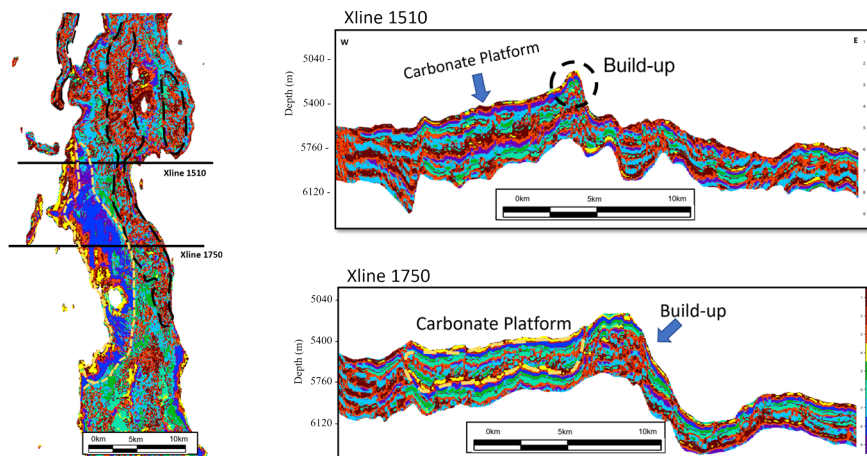 Xline 1510
Xline 1750
0km 5km 10km
Xline 1510
W
E
Depth (m)
5040 -
5400 -
5760 -
6120 -
Carbonate Platform
Build-up
0km 5km 10km
Xline 1750
Depth (m)
5040 -
5400 -
5760 -
6120 -
Carbonate Platform
Build-up
0km 5km 10km